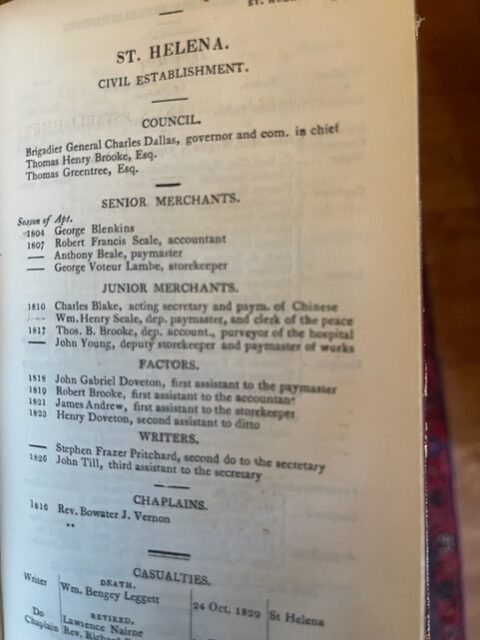 ST. HELENA.
CIVIL ESTABLISHMENT.
COUNCIL.
Brigadier General Charles Dallas, governor and com. in chief
Thomas Henry Brooke, Esq.
Thomas Greentree, Esq.
SENIOR MERCHANTS.
Season of Apt.
1804 George Blenkins
1807 Robert Francis Seale, accountant
— Anthony Beale, paymaster
— George Voteur Lambe, storekeeper
JUNIOR MERCHANTS.
1810 Charles Blake, acting secretary and paym. of Chinese
— Wm. Henry Seale, dep. paymaster, and clerk of the peace
1817 Thos. B. Brooke, dep. account., purveyor of the hospital
— John Young, deputy storekeeper and paymaster of works
FACTORS.
1818 John Gabriel Doveton, first assistant to the paymaster
1819 Robert Brooke, first assistant to the accountant
1821 James Andrew, first assistant to the storekeeper
1823 Henry Doveton, second assistant to ditto
WRITERS.
— Stephen Frazer Pritchard, second do to the secretary
1826 John Till, third assistant to the secretary
CHAPLAINS.
1815 Rev. Bowater J. Vernon
**
CASUALTIES.
DEATH.
Writer Wm. Bengey Leggett 24 Oct. 1829 St Helena
RETIRED.
Do Lawrence Nairne
Chaplain Rev. Richard